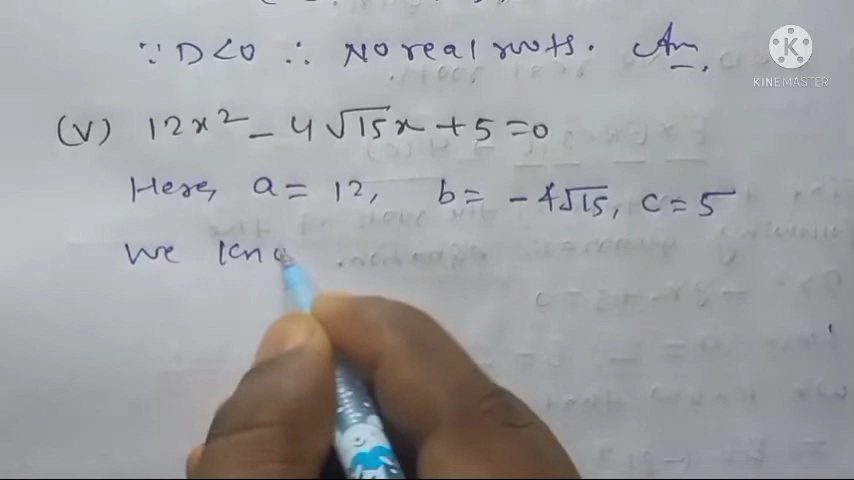 ∵ D<0 ∴ No real roots. Ans.
K
KINEMASTER
(V) 12x² - 4√15x + 5 = 0
Here, a = 12, b = -4√15, c = 5
We kno